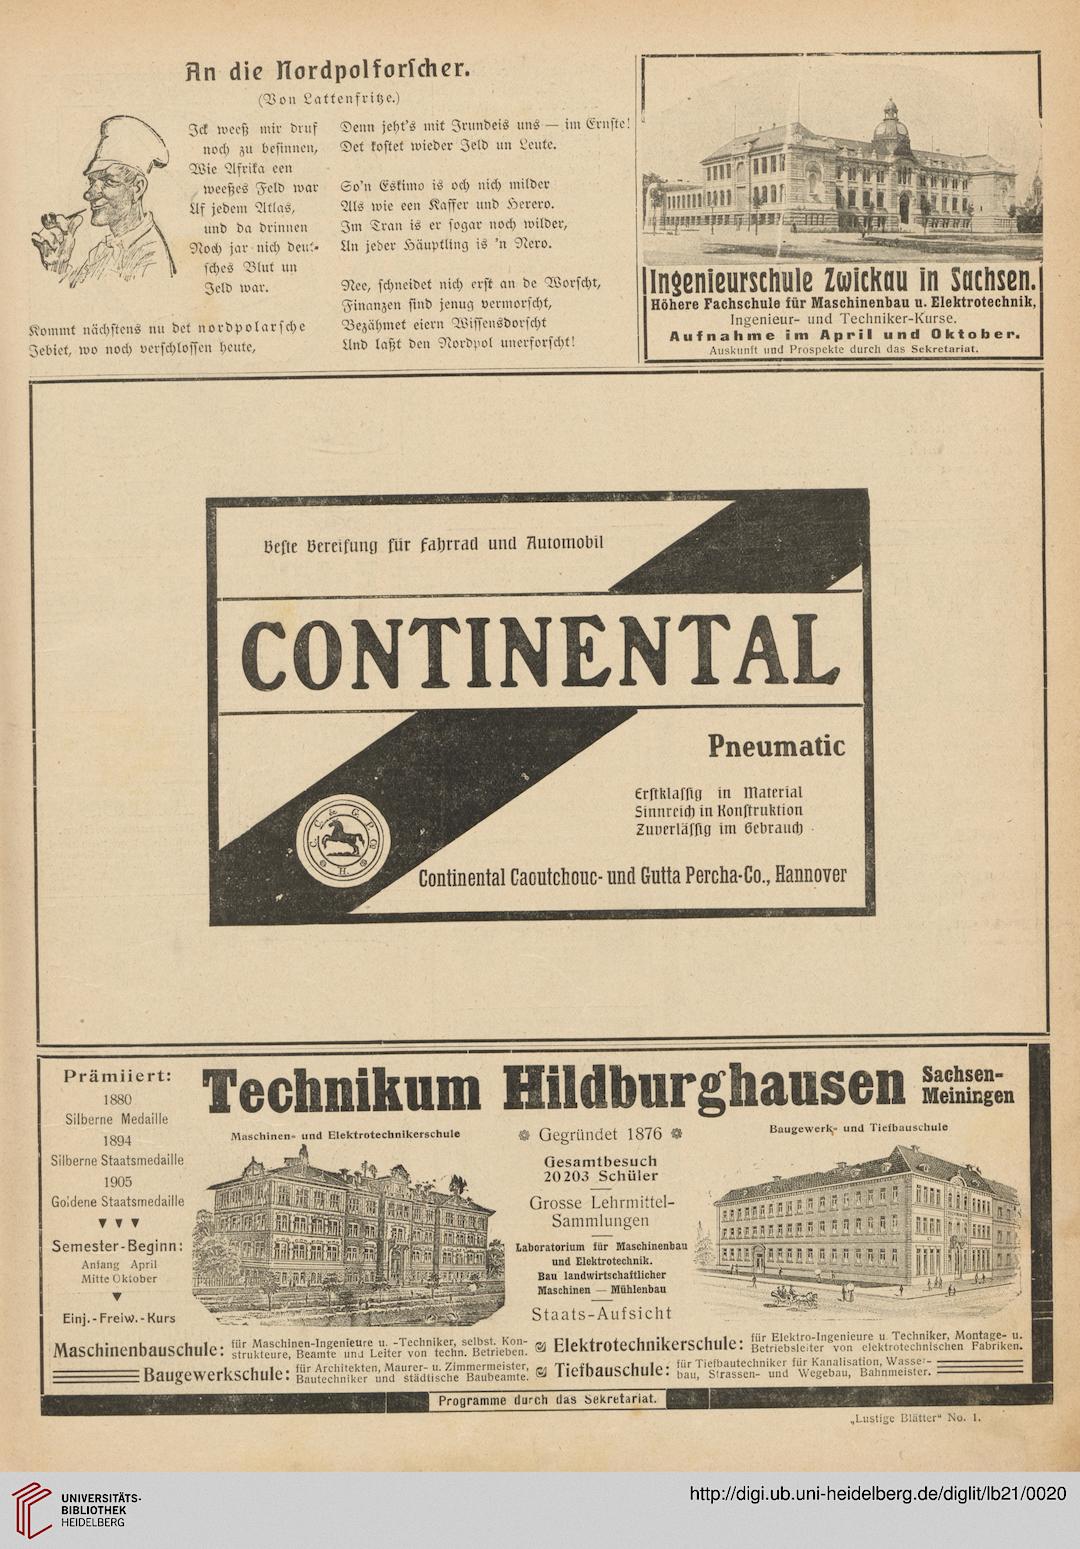 An die Nordpolforscher.
(Von Lattenfritze.)
Ick weeß mir druf
noch zu besinnen,
Wie Afrika een
weeßes Feld war
Uf jedem Atlas,
und da drinnen
Noch jar nich deut-
sches Blut un
Jeld war.
Kommt nächstens nu det nordpolarsche
Jebiet, wo noch verschlossen heute,
Denn jeht's mit Jrundeis uns — im Ernste!
Det kostet wieder Jeld un Leute.
So'n Eskimo is och nich milder
Als wie een Kaffer und Herero.
Im Tran is er sogar noch wilder,
Un jeder Häuptling is 'n Nero.
Nee, schneidet nich erst an de Worscht,
Finanzen sind jenug vermorscht,
Bezähmet eiern Wissensdorscht
Und laßt den Nordpol unerforscht!
Ingenieurschule Zwickau in Sachsen.
Höhere Fachschule für Maschinenbau u. Elektrotechnik,
Ingenieur- und Techniker-Kurse.
Aufnahme im April und Oktober.
Auskunft und Prospekte durch das Sekretariat.
Beste Bereifung für Fahrrad und Automobil
CONTINENTAL
Pneumatic
Erstklassig in Material
Sinnreich in Konstruktion
Zuverlässig im Gebrauch
C. C. & G. P. Co. H.
Continental Caoutchouc- und Gutta Percha-Co., Hannover
Technikum Hildburghausen
Sachsen-
Meiningen
Prämiiert:
1880
Silberne Medaille
1894
Silberne Staatsmedaille
1905
Goldene Staatsmedaille
Semester-Beginn:
Anfang April
Mitte Oktober
Einj.-Freiw.-Kurs
Maschinen- und Elektrotechnikerschule
Gegründet 1876
Gesamtbesuch
20203 Schüler
Grosse Lehrmittel-
Sammlungen
Laboratorium für Maschinenbau
und Elektrotechnik.
Bau landwirtschaftlicher
Maschinen — Mühlenbau
Staats-Aufsicht
Baugewerk- und Tiefbauschule
Maschinenbauschule: für Maschinen-Ingenieure u. -Techniker, selbst. Kon-
strukteure, Beamte und Leiter von techn. Betrieben.
Baugewerkschule: für Architekten, Maurer- u. Zimmermeister,
Bautechniker und städtische Baubeamte.
Elektrotechnikerschule: für Elektro-Ingenieure u. Techniker, Montage- u.
Betriebsleiter von elektrotechnischen Fabriken.
Tiefbauschule: für Tiefbautechniker für Kanalisation, Wasser-
bau, Strassen- und Wegebau, Bahnmeister.
Programme durch das Sekretariat.
„Lustige Blätter“ No. 1.
UNIVERSITÄTS-
BIBLIOTHEK
HEIDELBERG
http://digi.ub.uni-heidelberg.de/diglit/lb21/0020